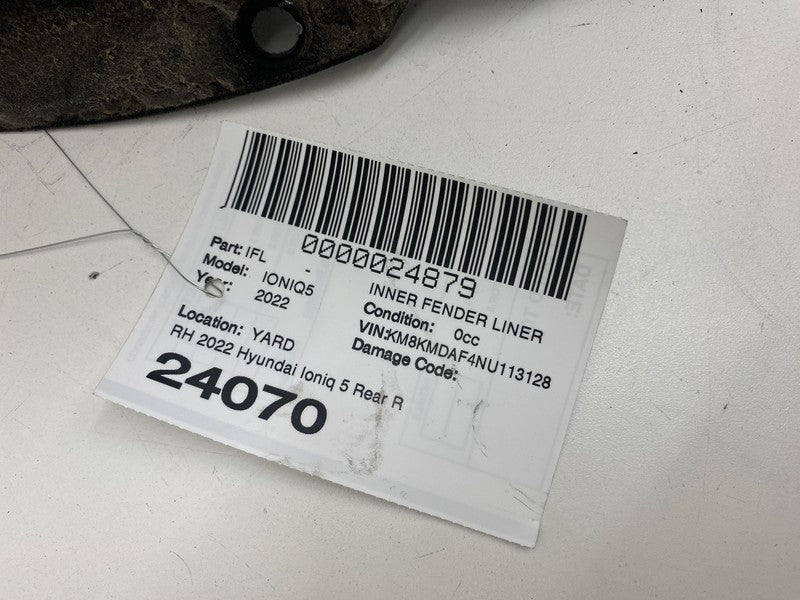 0000024879
Part: IFL - INNER FENDER LINER
Model: IONIQ5 Condition: 0cc
Year: 2022 VIN:KM8KMDAF4NU113128
Damage Code:
Location: YARD
RH 2022 Hyundai Ioniq 5 Rear R
24070